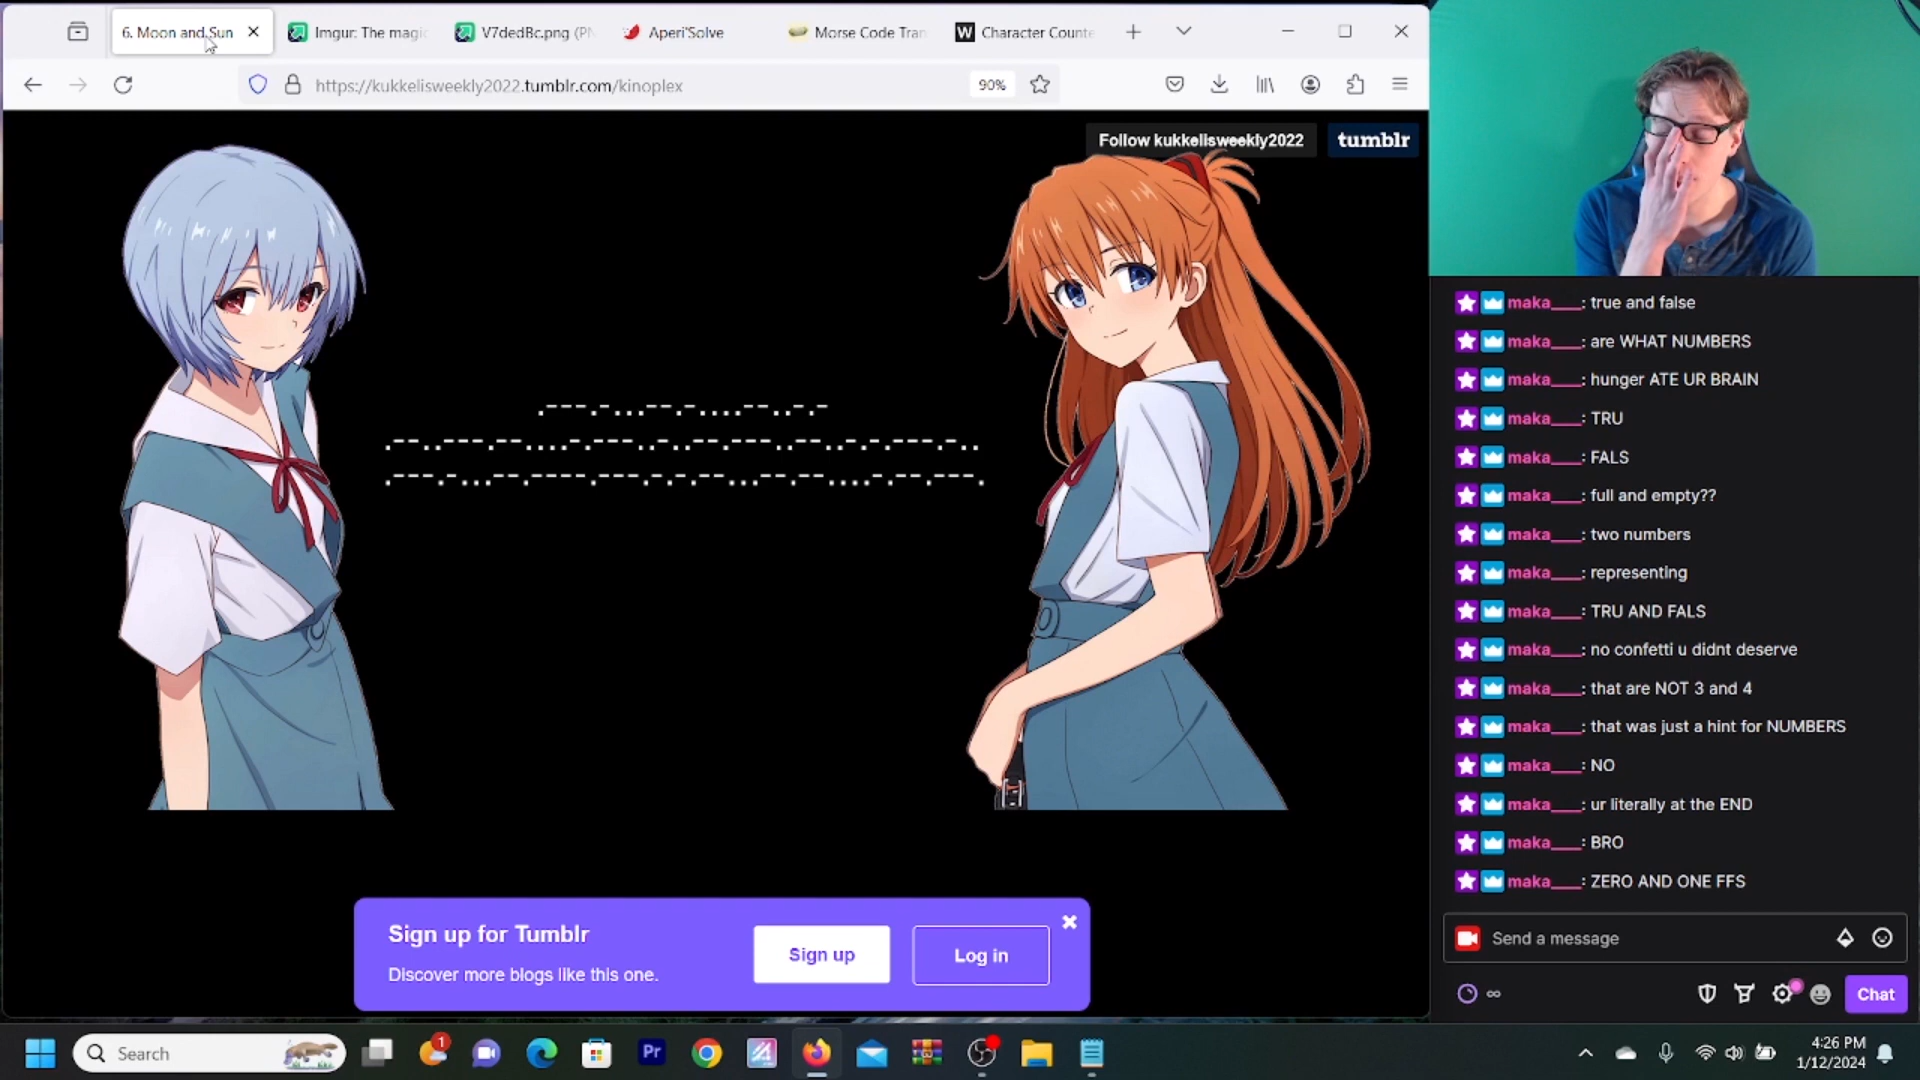 6. Moon and Sun
Imgur: The magic
V7dedBc.png (PN
Aperi'Solve
Morse Code Tran
W
Character Counte
https://kukkelisweekly2022.tumblr.com/kinoplex
90%
Follow kukkelisweekly2022
tumblr
.---.-...--.-....--..-.-
.--..---.--....-.---..-..--.---..--..-.-.---.-..
.---.-...--.----.---.-.-.--...--.--....-.--.---.
Sign up for Tumblr
Discover more blogs like this one.
Sign up
Log in
maka___: true and false
maka___: are WHAT NUMBERS
maka___: hunger ATE UR BRAIN
maka___: TRU
maka___: FALS
maka___: full and empty??
maka___: two numbers
maka___: representing
maka___: TRU AND FALS
maka___: no confetti u didnt deserve
maka___: that are NOT 3 and 4
maka___: that was just a hint for NUMBERS
maka___: NO
maka___: ur literally at the END
maka___: BRO
maka___: ZERO AND ONE FFS
Send a message
∞
Chat
Search
1
Pr
4:26 PM
1/12/2024